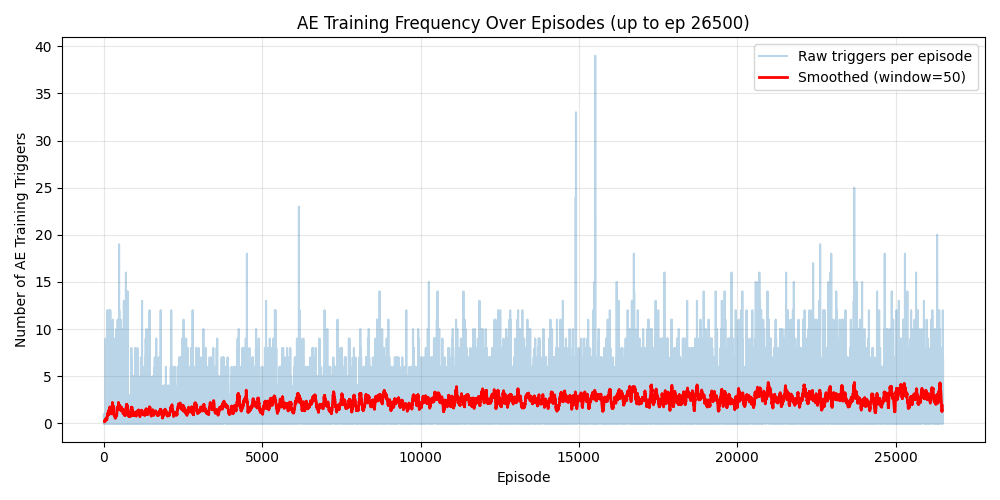 AE Training Frequency Over Episodes (up to ep 26500)
Raw triggers per episode
Smoothed (window=50)
Number of AE Training Triggers
40
35
30
25
20
15
10
5
0
0 5000 10000 15000 20000 25000
Episode